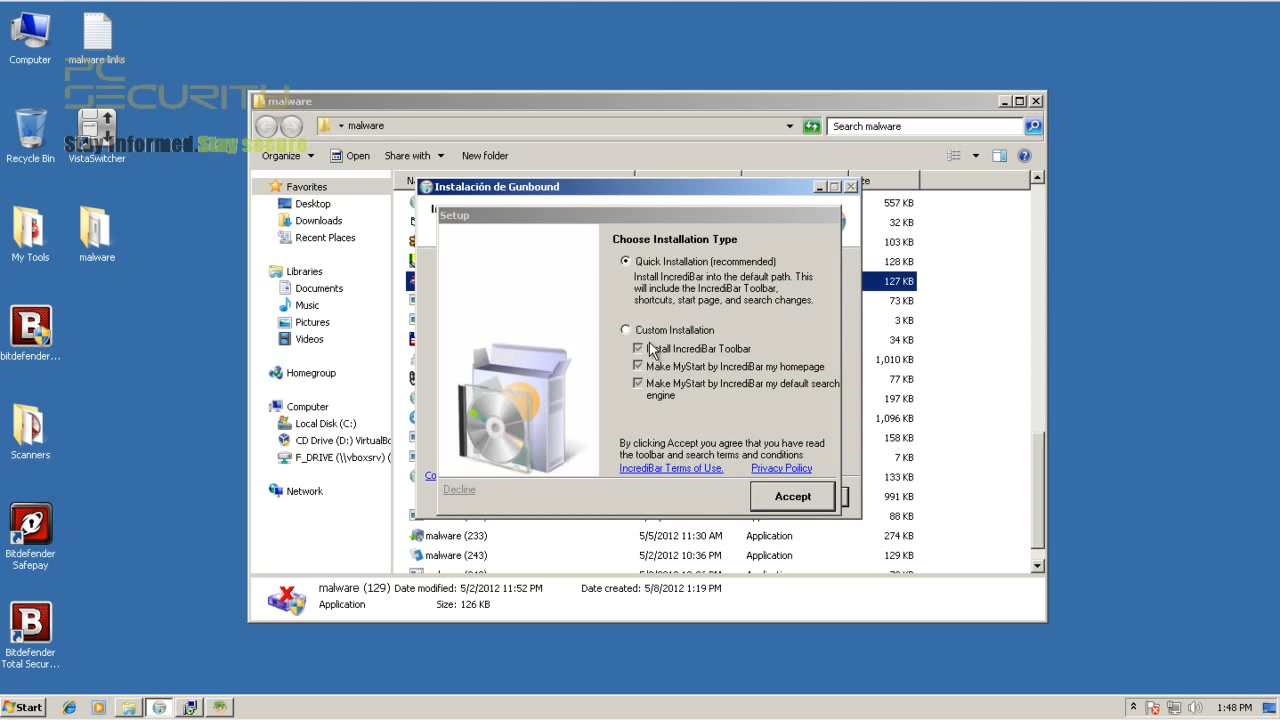 Computer
malware links
PC
SECURITY
Stay informed.Stay secure
Recycle Bin
VistaSwitcher
My Tools
malware
bitdefender...
Scanners
Bitdefender
Safepay
Bitdefender
Total Secur...
malware
malware
Search malware
Organize
Open
Share with
New folder
Favorites
Desktop
Downloads
Recent Places
Libraries
Documents
Music
Pictures
Videos
Homegroup
Computer
Local Disk (C:)
CD Drive (D:) VirtualB
F_DRIVE (\\vboxsrv) (
Network
Instalación de Gunbound
Setup
Choose Installation Type
Quick Installation (recommended)
Install IncrediBar into the default path. This
will include the IncrediBar Toolbar,
shortcuts, start page, and search changes.
Custom Installation
Install IncrediBar Toolbar
Make MyStart by IncrediBar my homepage
Make MyStart by IncrediBar my default search
engine
By clicking Accept you agree that you have read
the toolbar and search terms and conditions
IncrediBar Terms of Use.
Privacy Policy
Decline
Accept
557 KB
32 KB
103 KB
128 KB
127 KB
73 KB
3 KB
34 KB
1,010 KB
77 KB
197 KB
1,096 KB
158 KB
7 KB
133 KB
991 KB
88 KB
malware (233) 5/5/2012 11:30 AM Application 274 KB
malware (243) 5/2/2012 10:36 PM Application 129 KB
malware (129) Date modified: 5/2/2012 11:52 PM Date created: 5/8/2012 1:19 PM
Application Size: 126 KB
Start
1:48 PM